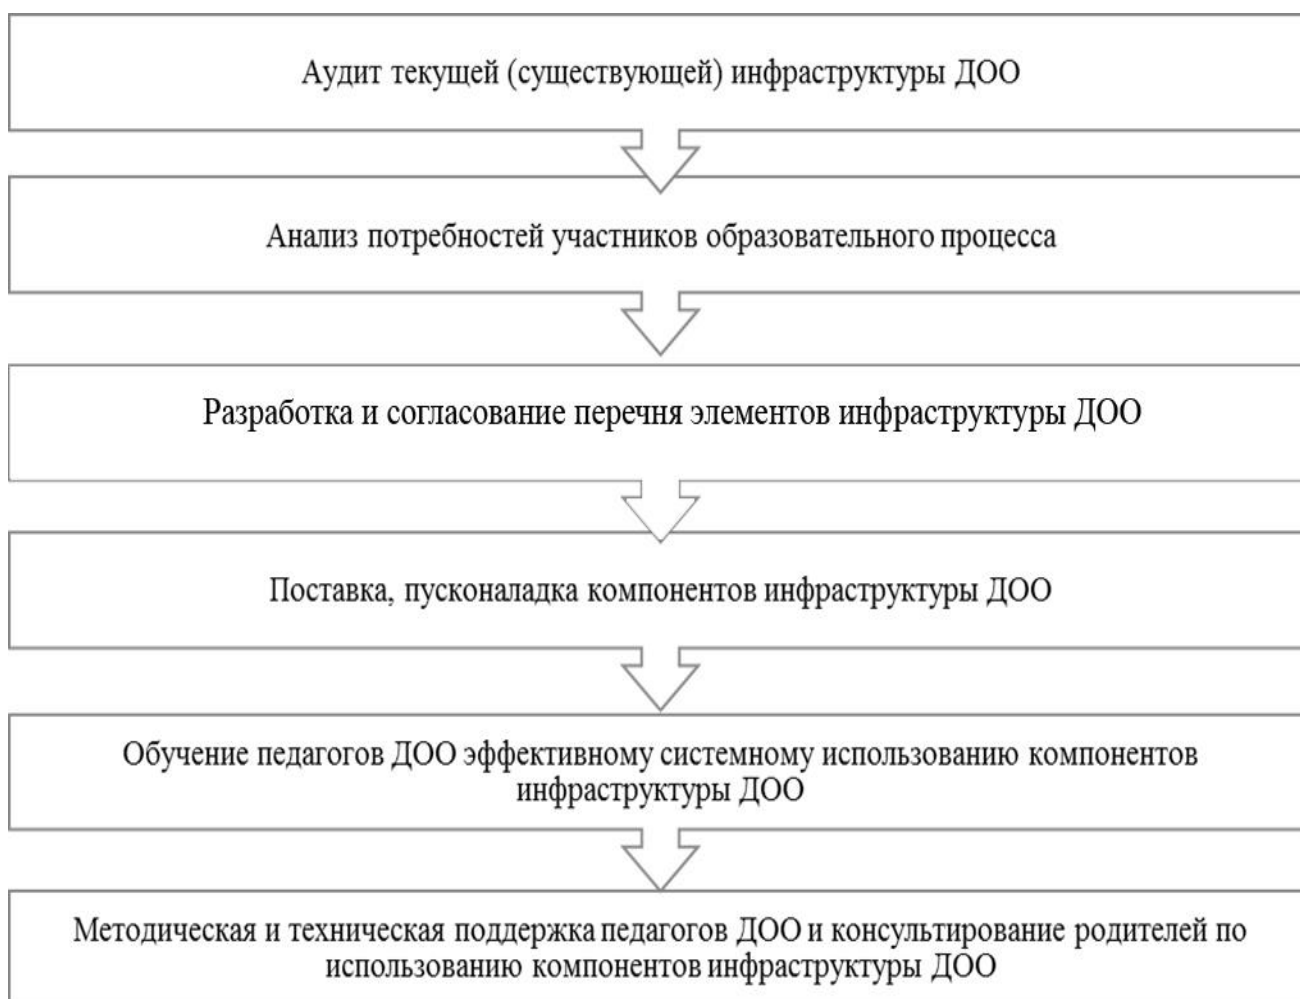 Аудит текущей (существующей) инфраструктуры ДОО
Анализ потребностей участников образовательного процесса
Разработка и согласование перечня элементов инфраструктуры ДОО
Поставка, пусконаладка компонентов инфраструктуры ДОО
Обучение педагогов ДОО эффективному системному использованию компонентов
инфраструктуры ДОО
Методическая и техническая поддержка педагогов ДОО и консультирование родителей по
использованию компонентов инфраструктуры ДОО